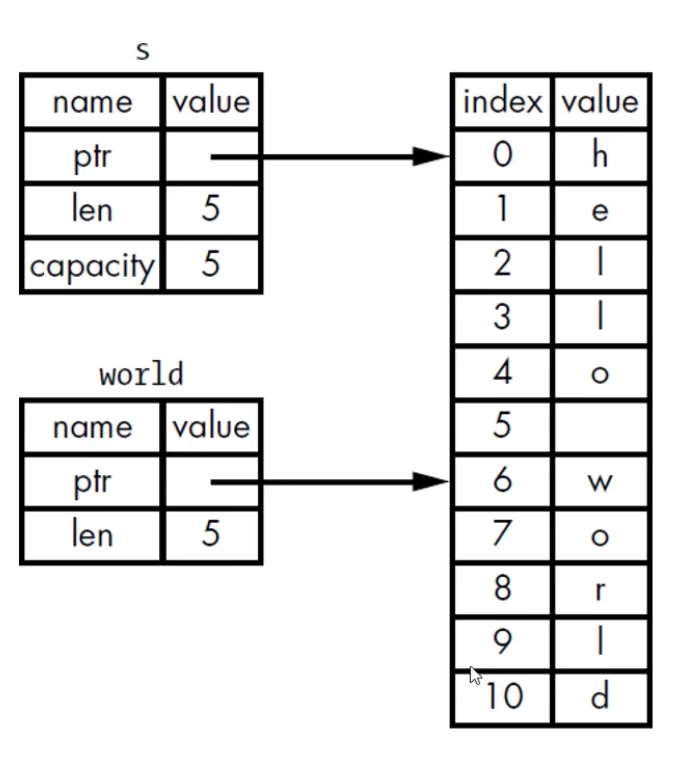 s
name value
ptr
len 5
capacity 5
world
name value
ptr
len 5
index value
0 h
1 e
2 l
3 l
4 o
5
6 w
7 o
8 r
9 l
10 d